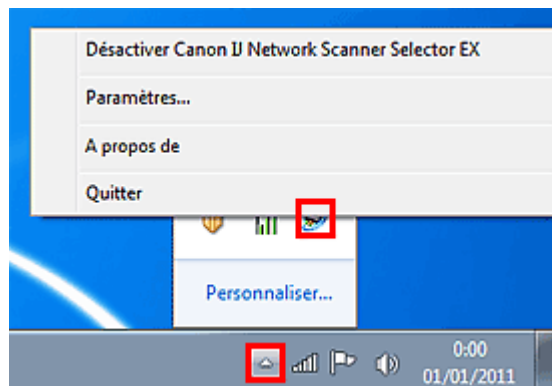 Désactiver Canon IJ Network Scanner Selector EX
Paramètres...
A propos de
Quitter
Personnaliser...
0:00
01/01/2011